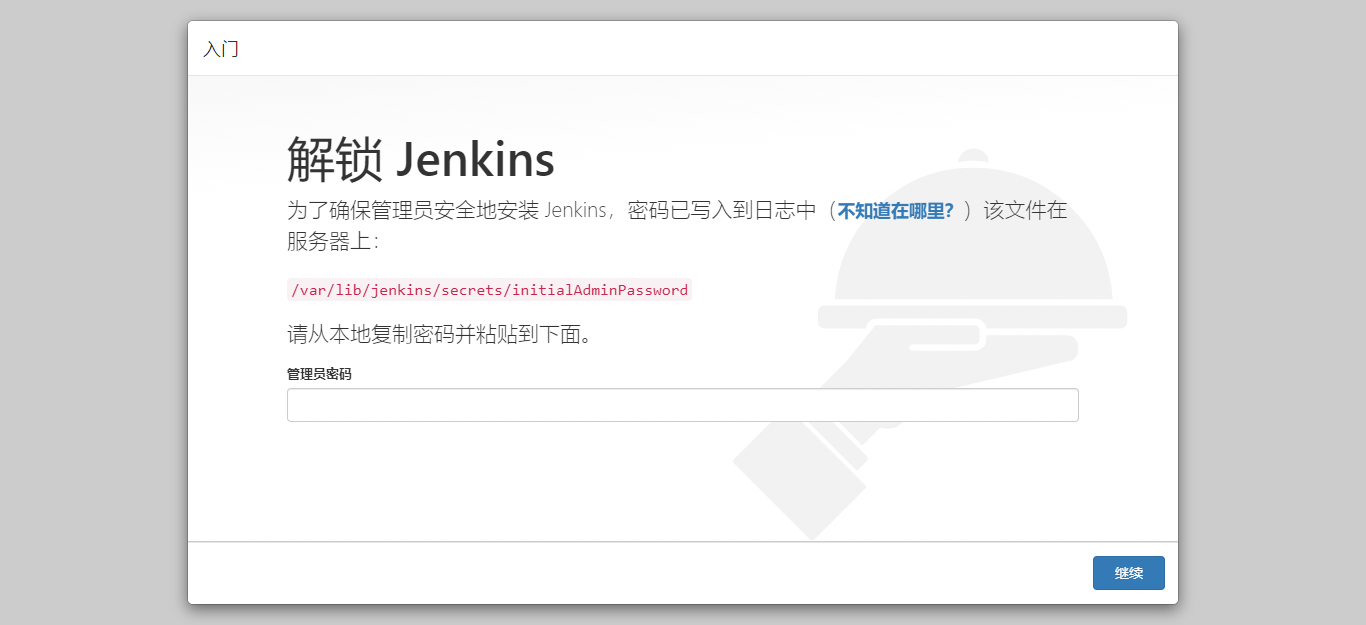 入门
解锁 Jenkins
为了确保管理员安全地安装 Jenkins，密码已写入到日志中（不知道在哪里？）该文件在
服务器上：
/var/lib/jenkins/secrets/initialAdminPassword
请从本地复制密码并粘贴到下面。
管理员密码
继续